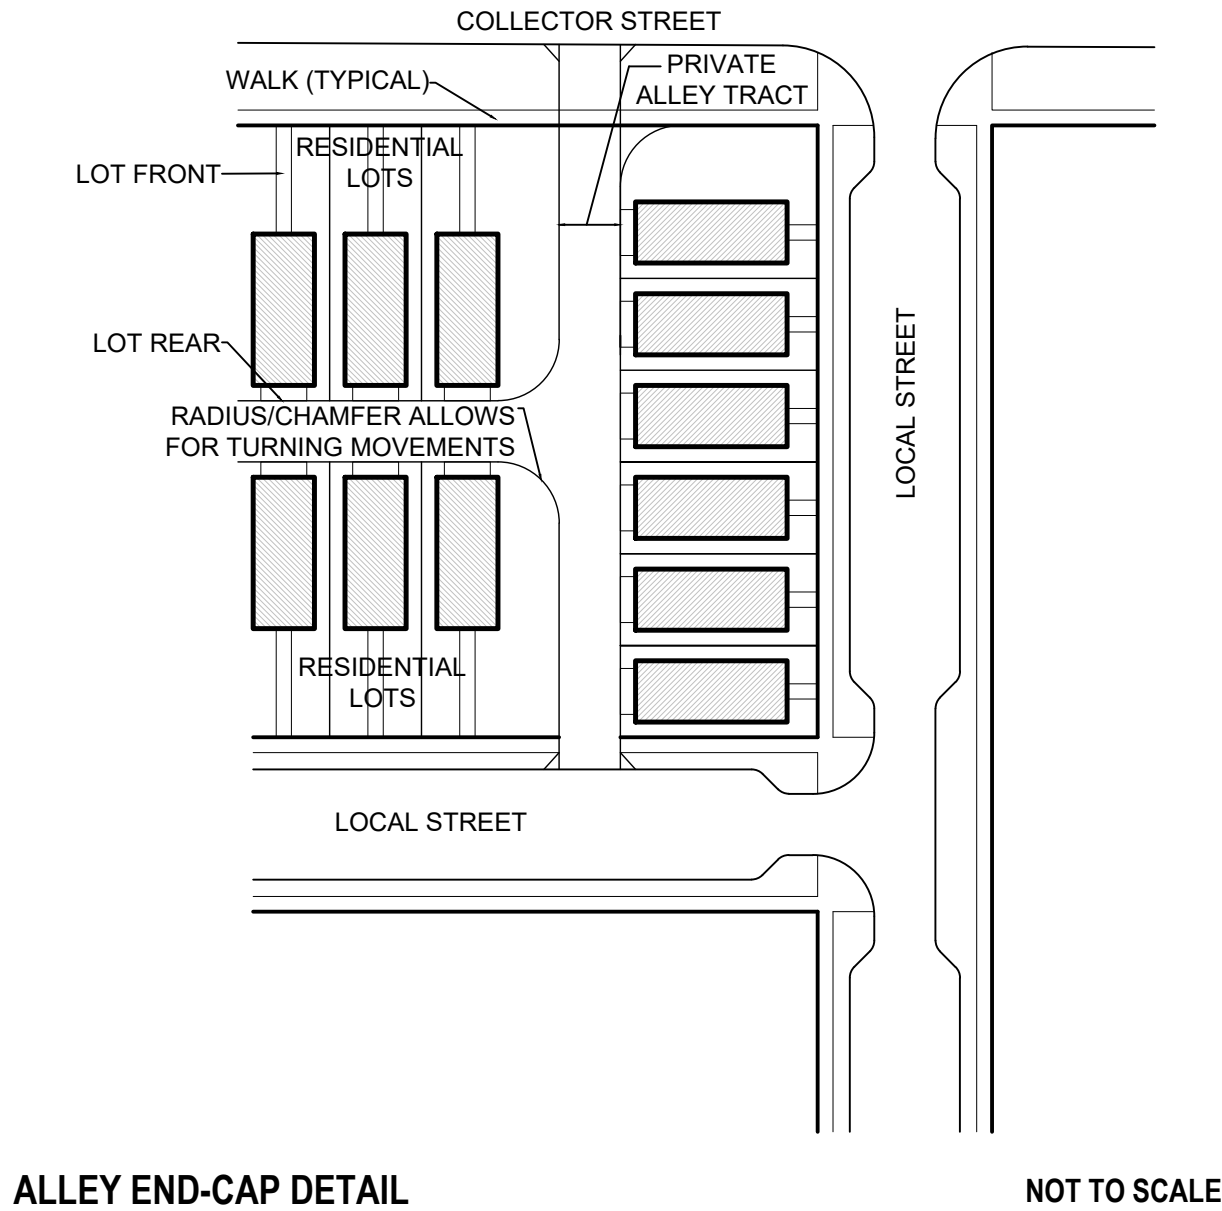 COLLECTOR STREET
PRIVATE
ALLEY TRACT
WALK (TYPICAL)
RESIDENTIAL
LOTS
LOT FRONT
LOT REAR
RADIUS/CHAMFER ALLOWS
FOR TURNING MOVEMENTS
LOCAL STREET
RESIDENTIAL
LOTS
LOCAL STREET
ALLEY END-CAP DETAIL
NOT TO SCALE